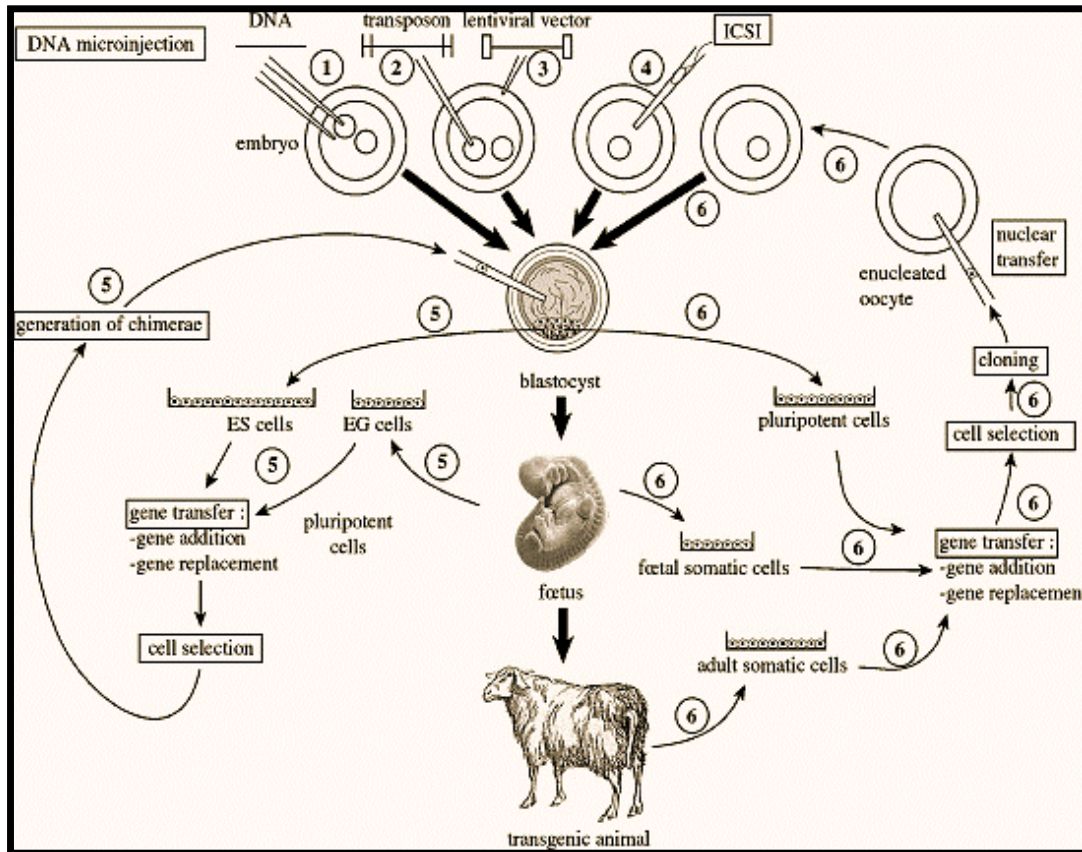 DNA
transposon
lentiviral vector
DNA microinjection
ICSI
1
2
3
4
embryo
6
6
nuclear
transfer
enucleated
oocyte
5
generation of chimerae
5
6
blastocyst
cloning
6
ES cells
EG cells
pluripotent cells
cell selection
5
5
6
6
gene transfer :
-gene addition
-gene replacement
pluripotent
cells
6
gene transfer :
-gene addition
-gene replacemen
fœtal somatic cells
fœtus
cell selection
adult somatic cells
6
6
transgenic animal